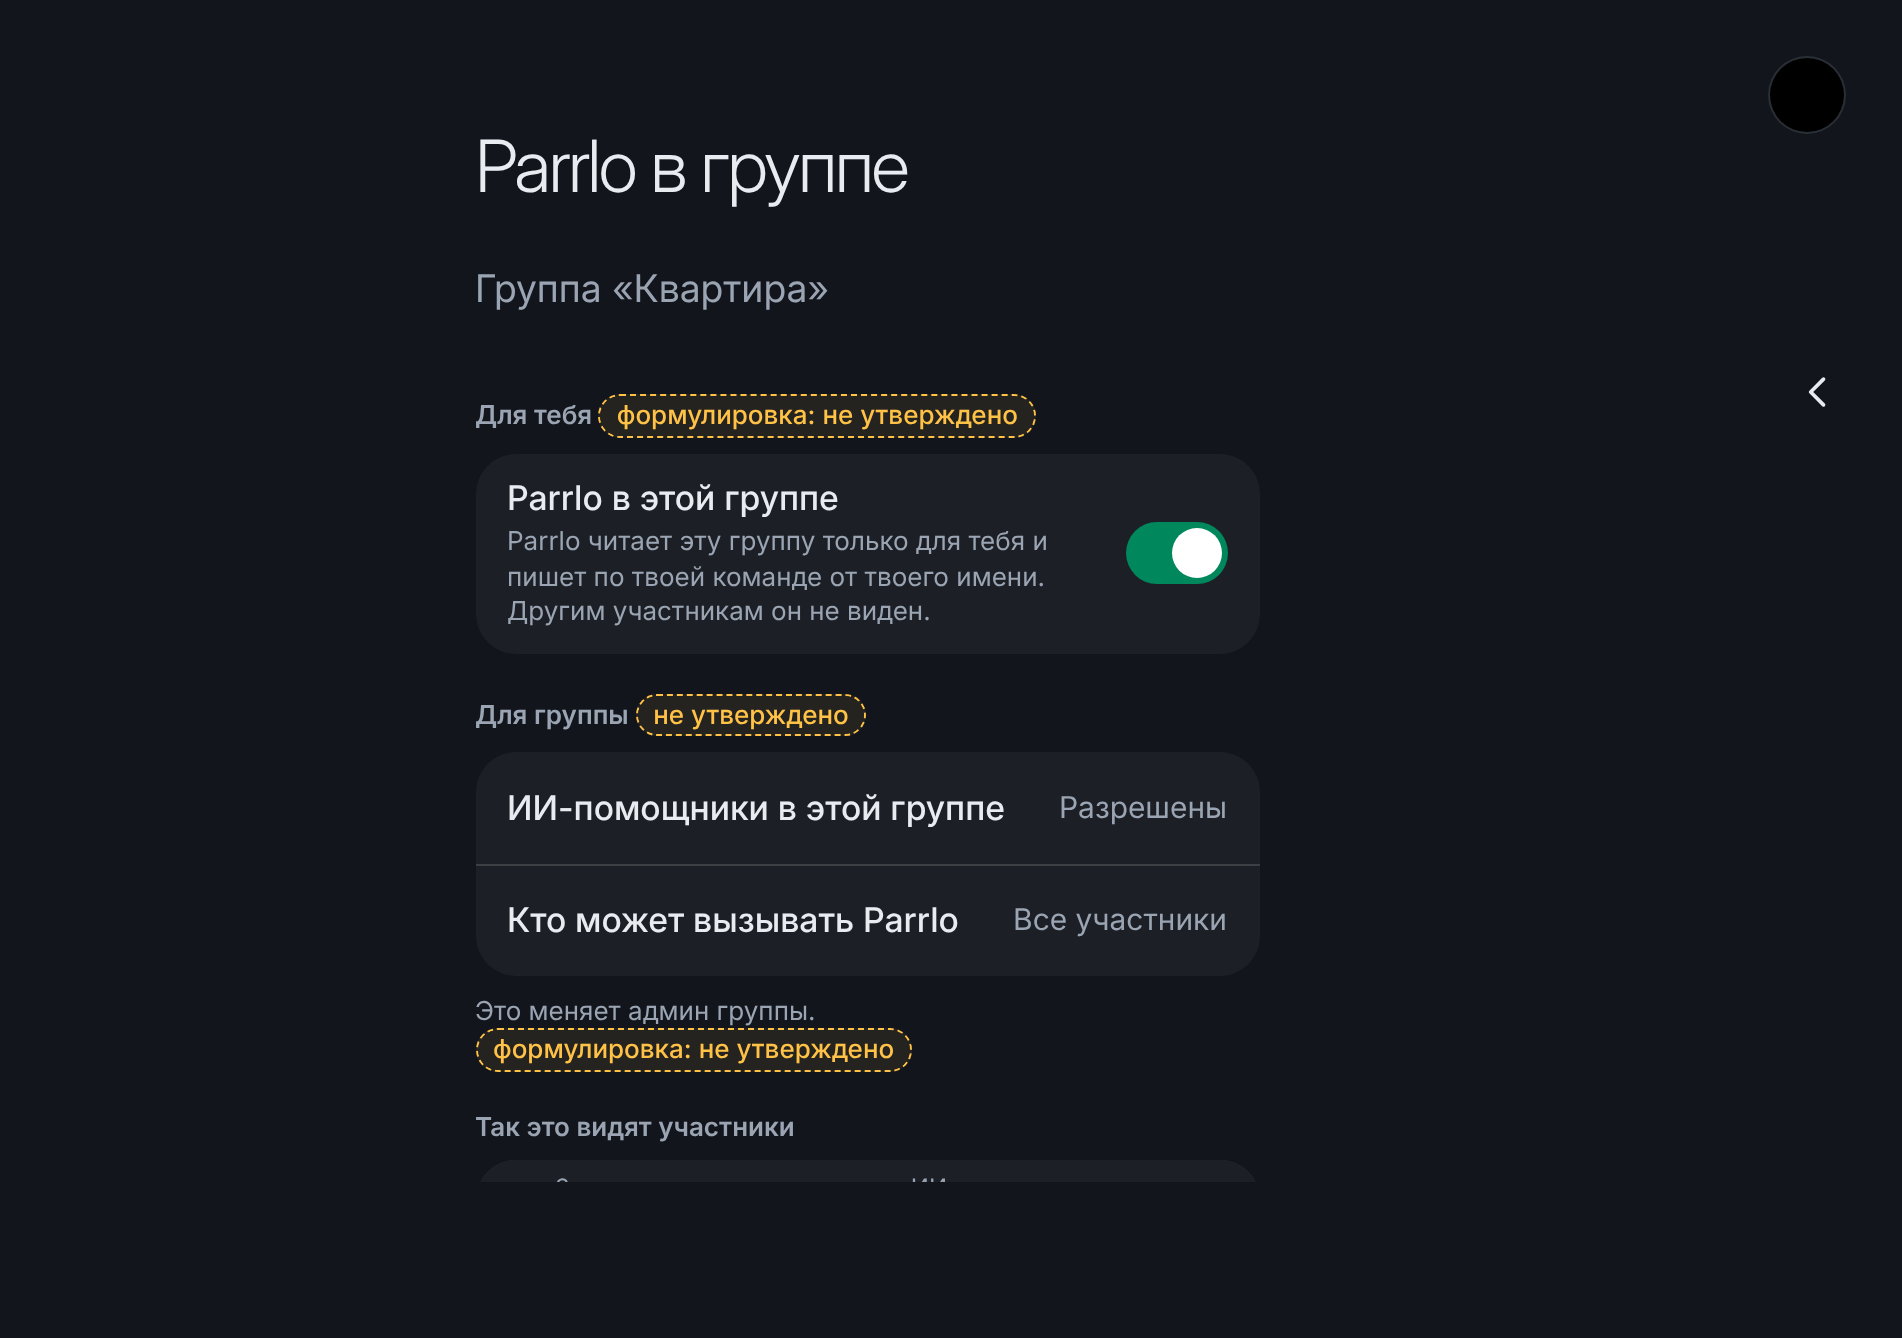 Parrlo в группе
Группа «Квартира»
Для тебя формулировка: не утверждено
Parrlo в этой группе
Parrlo читает эту группу только для тебя и
пишет по твоей команде от твоего имени.
Другим участникам он не виден.
Для группы не утверждено
ИИ-помощники в этой группе Разрешены
Кто может вызывать Parrlo Все участники
Это меняет админ группы.
формулировка: не утверждено
Так это видят участники